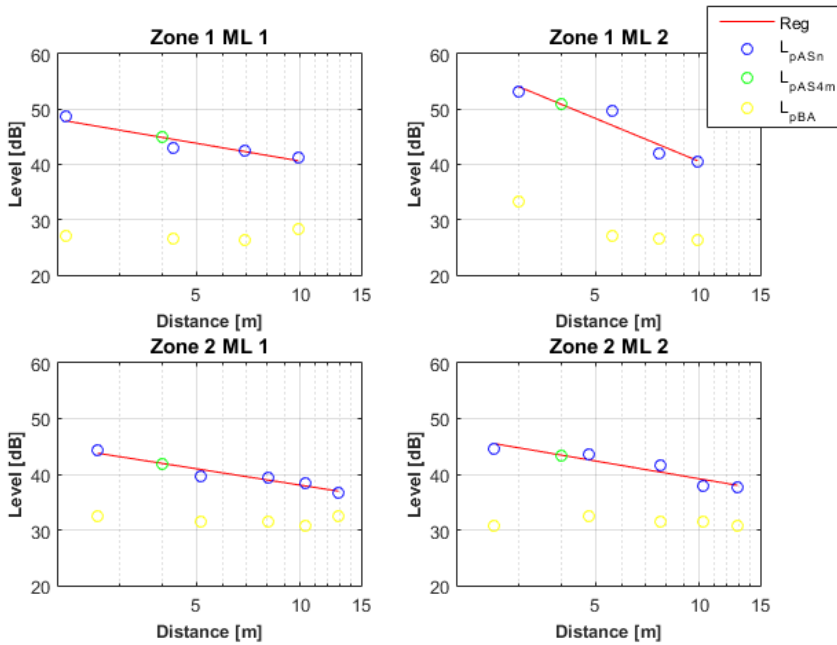 Zone 1 ML 1
60
50
40
30
20
Level [dB]
5
10
15
Distance [m]
Zone 1 ML 2
60
50
40
30
20
Level [dB]
5
10
15
Distance [m]
Reg
L_pASn
L_pAS4m
L_pBA
Zone 2 ML 1
60
50
40
30
20
Level [dB]
5
10
15
Distance [m]
Zone 2 ML 2
60
50
40
30
20
Level [dB]
5
10
15
Distance [m]